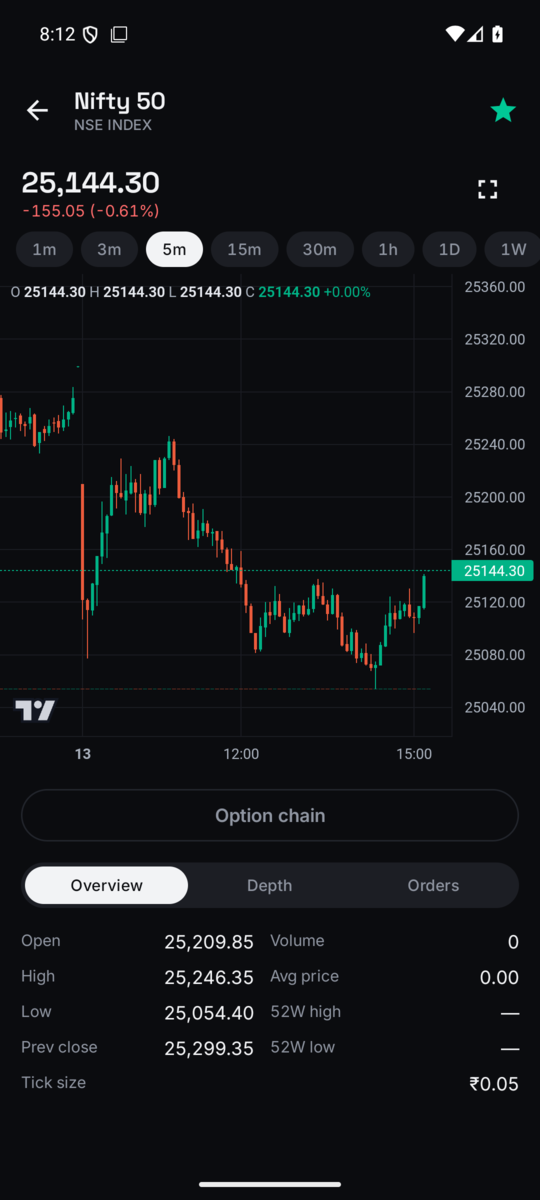 8:12
Nifty 50
NSE INDEX
25,144.30
-155.05 (-0.61%)
1m 3m 5m 15m 30m 1h 1D 1W
O 25144.30 H 25144.30 L 25144.30 C 25144.30 +0.00%
25360.00
25320.00
25280.00
25240.00
25200.00
25160.00
25144.30
25120.00
25080.00
25040.00
13 12:00 15:00
Option chain
Overview Depth Orders
Open 25,209.85 Volume 0
High 25,246.35 Avg price 0.00
Low 25,054.40 52W high —
Prev close 25,299.35 52W low —
Tick size ₹0.05